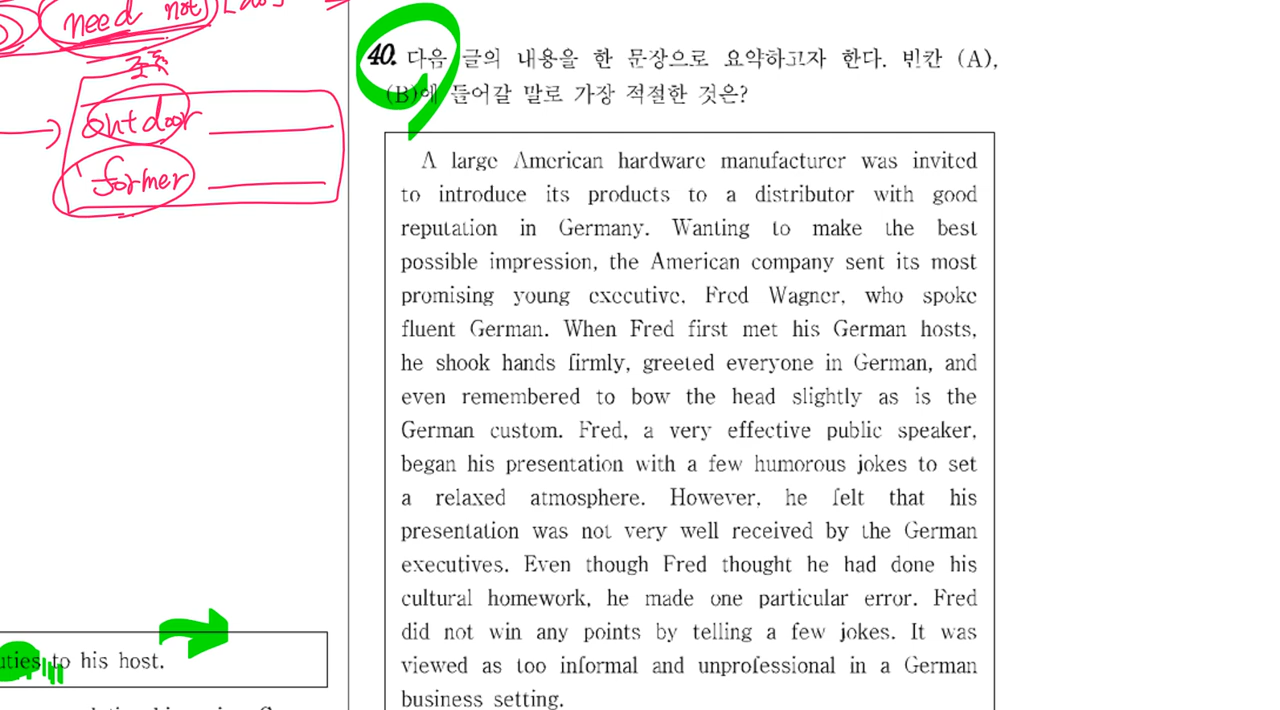 need not
주목
outdoor
former
uties to his host.
40. 다음 글의 내용을 한 문장으로 요약하고자 한다. 빈칸 (A),
(B)에 들어갈 말로 가장 적절한 것은?
A large American hardware manufacturer was invited
to introduce its products to a distributor with good
reputation in Germany. Wanting to make the best
possible impression, the American company sent its most
promising young executive, Fred Wagner, who spoke
fluent German. When Fred first met his German hosts,
he shook hands firmly, greeted everyone in German, and
even remembered to bow the head slightly as is the
German custom. Fred, a very effective public speaker,
began his presentation with a few humorous jokes to set
a relaxed atmosphere. However, he felt that his
presentation was not very well received by the German
executives. Even though Fred thought he had done his
cultural homework, he made one particular error. Fred
did not win any points by telling a few jokes. It was
viewed as too informal and unprofessional in a German
business setting.